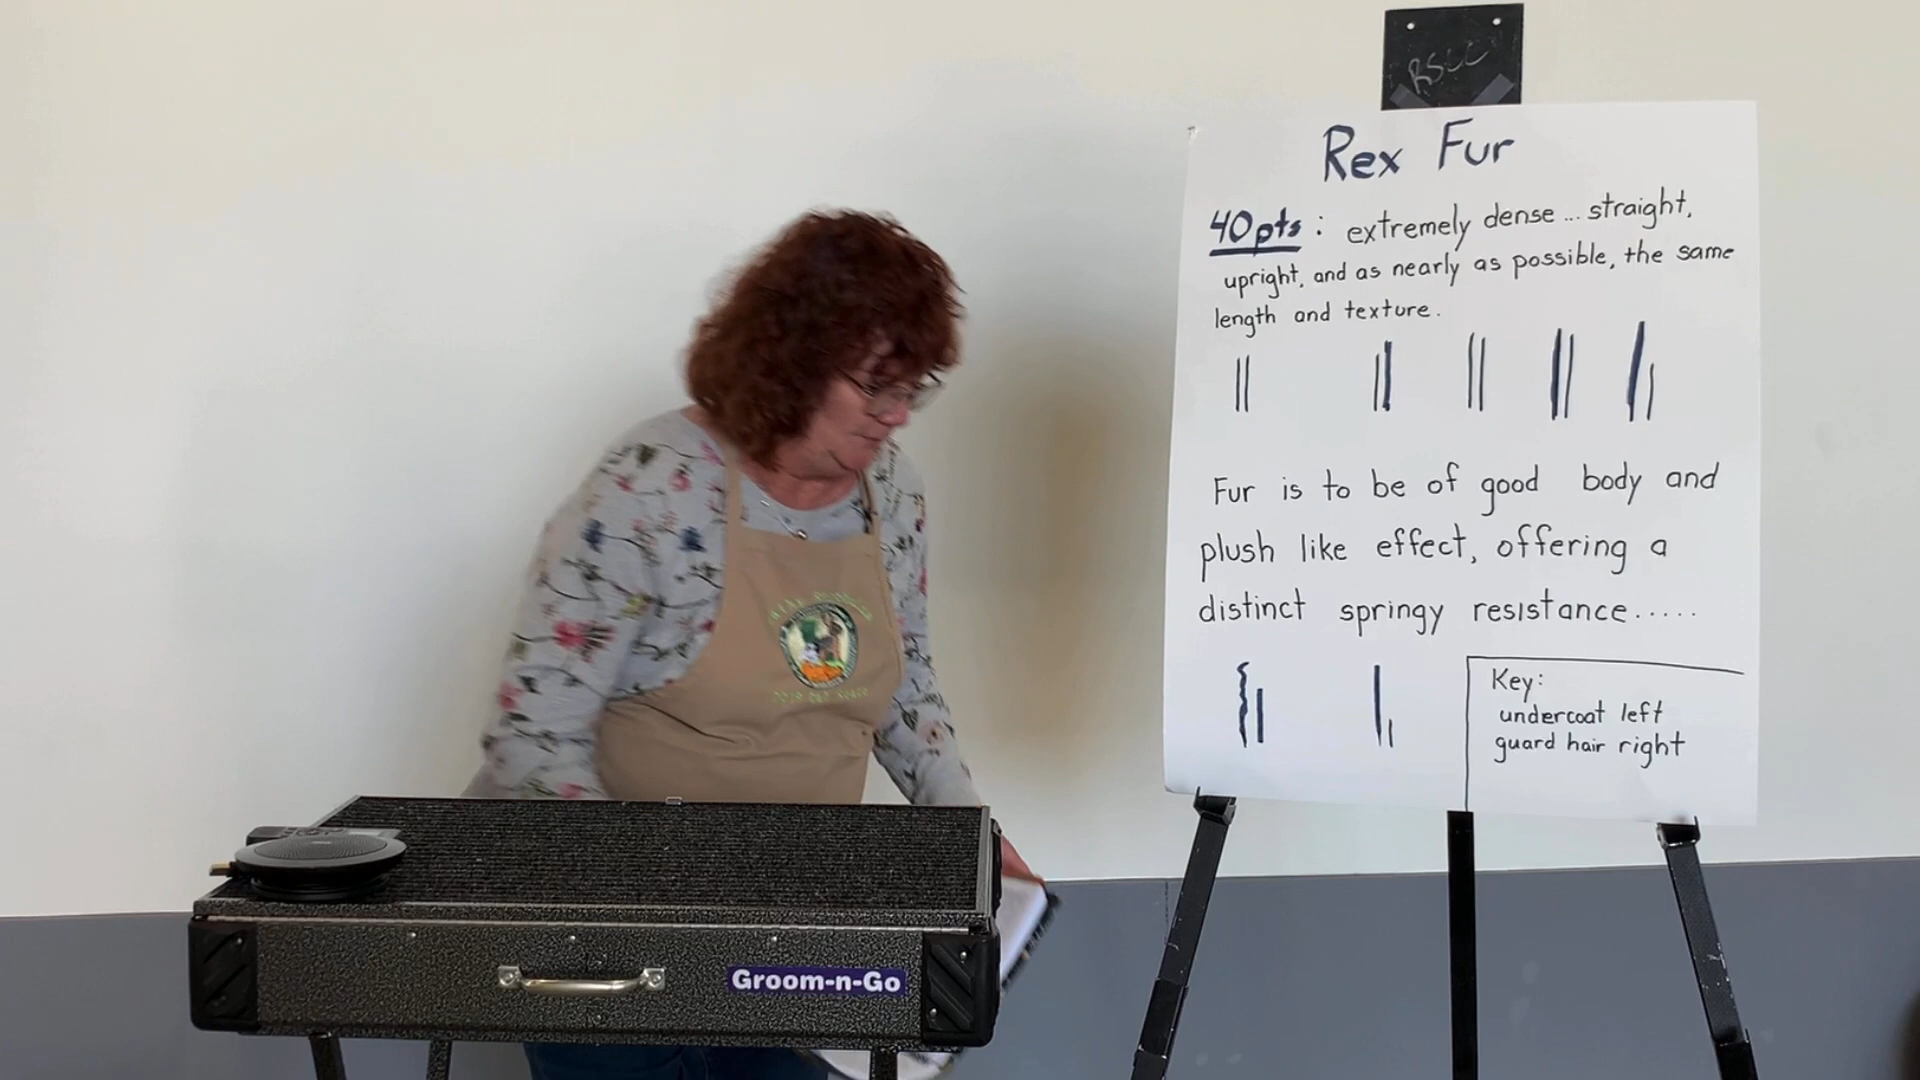 RSCC
Rex Fur
40pts: extremely dense ... straight,
upright, and as nearly as possible, the same
length and texture.
Fur is to be of good body and
plush like effect, offering a
distinct springy resistance.....
Key:
undercoat left
guard hair right
Groom-n-Go